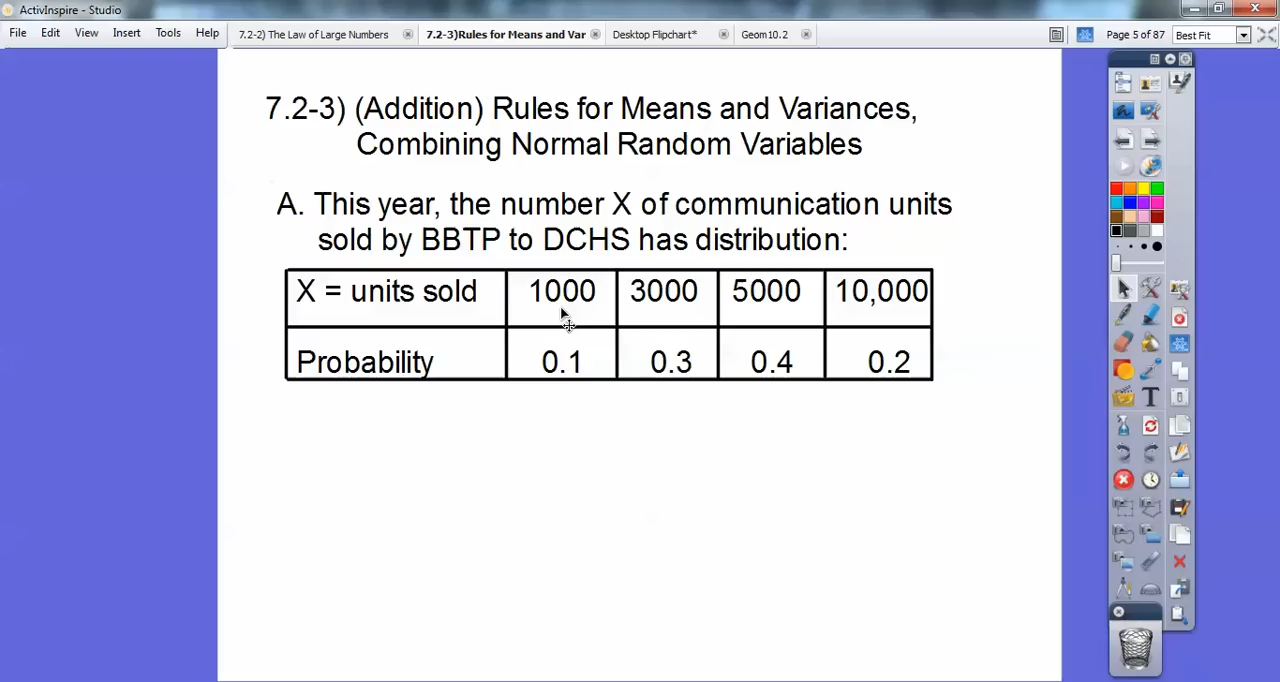 ActivInspire - Studio
File Edit View Insert Tools Help 7.2-2) The Law of Large Numbers 7.2-3)Rules for Means and Var Desktop Flipchart* Geom10.2 Page 5 of 87 Best Fit
7.2-3) (Addition) Rules for Means and Variances,
Combining Normal Random Variables
A. This year, the number X of communication units
sold by BBTP to DCHS has distribution:
X = units sold 1000 3000 5000 10,000
Probability 0.1 0.3 0.4 0.2